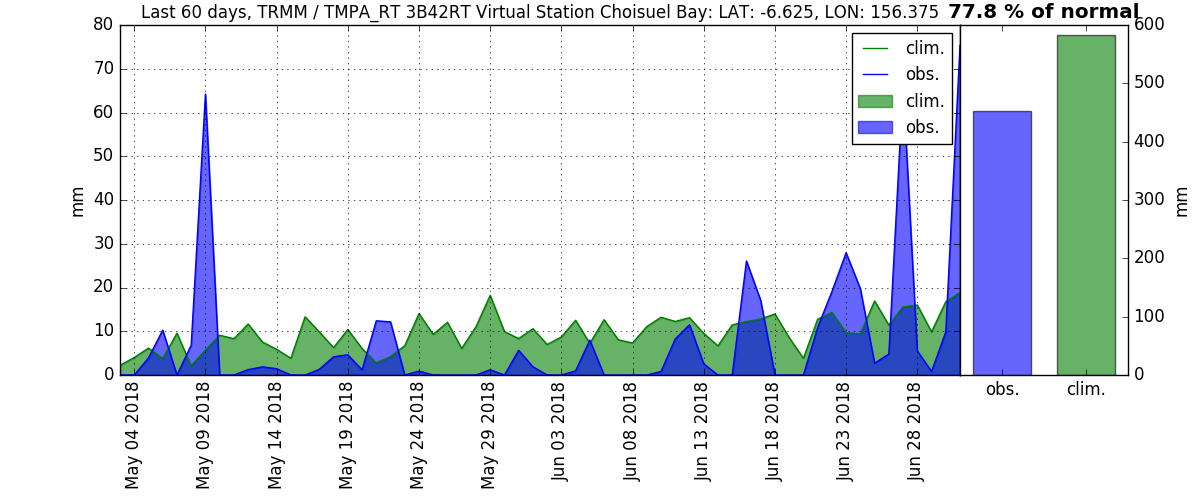 Last 60 days, TRMM / TMPA_RT 3B42RT Virtual Station Choisuel Bay: LAT: -6.625, LON: 156.375
77.8 % of normal
80
70
60
50
40
30
20
10
0
mm
clim.
obs.
clim.
obs.
May 04 2018
May 09 2018
May 14 2018
May 19 2018
May 24 2018
May 29 2018
Jun 03 2018
Jun 08 2018
Jun 13 2018
Jun 18 2018
Jun 23 2018
Jun 28 2018
obs.
clim.
600
500
400
300
200
100
0
mm